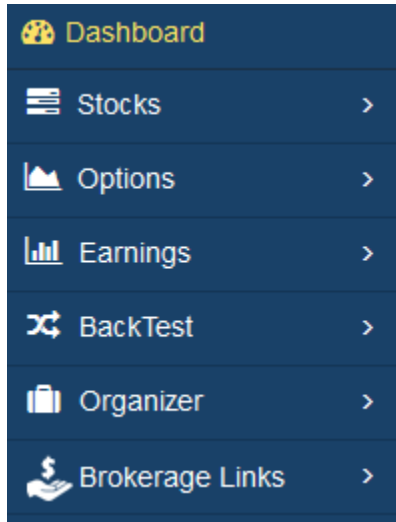 Dashboard
Stocks
Options
Earnings
BackTest
Organizer
Brokerage Links